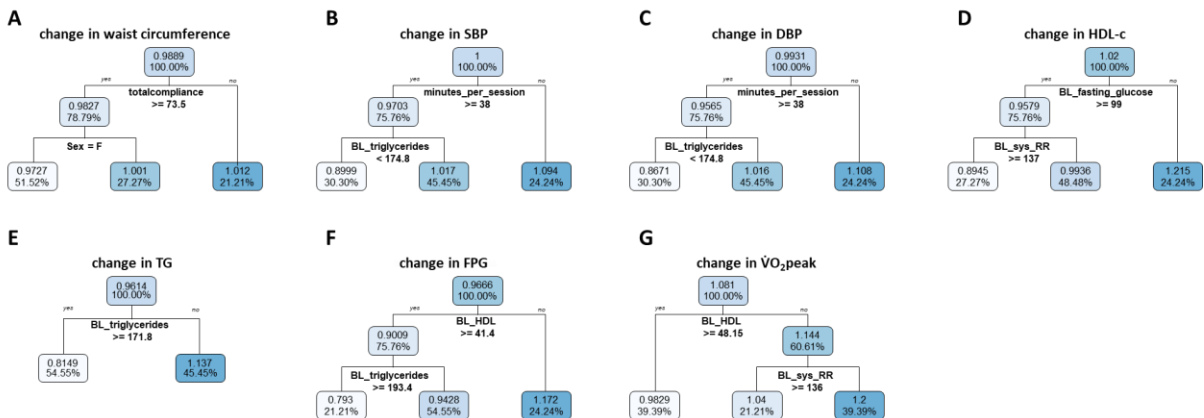 A
change in waist circumference
0.9889
100.00%
yes
no
totalcompliance
>= 73.5
0.9827
78.79%
Sex = F
0.9727
51.52%
1.001
27.27%
1.012
21.21%
B
change in SBP
1
100.00%
yes
no
minutes_per_session
>= 38
0.9703
75.76%
BL_triglycerides
< 174.8
0.8999
30.30%
1.017
45.45%
1.094
24.24%
C
change in DBP
0.9931
100.00%
yes
no
minutes_per_session
>= 38
0.9565
75.76%
BL_triglycerides
< 174.8
0.8671
30.30%
1.016
45.45%
1.108
24.24%
D
change in HDL-c
1.02
100.00%
yes
no
BL_fasting_glucose
>= 99
0.9579
75.76%
BL_sys_RR
>= 137
0.8945
27.27%
0.9936
48.48%
1.215
24.24%
E
change in TG
0.9614
100.00%
yes
no
BL_triglycerides
>= 171.8
0.8149
54.55%
1.137
45.45%
F
change in FPG
0.9666
100.00%
yes
no
BL_HDL
>= 41.4
0.9009
75.76%
BL_triglycerides
>= 193.4
0.793
21.21%
0.9428
54.55%
1.172
24.24%
G
change in V̇O₂peak
1.081
100.00%
yes
no
BL_HDL
>= 48.15
1.144
60.61%
BL_sys_RR
>= 136
0.9829
39.39%
1.04
21.21%
1.2
39.39%